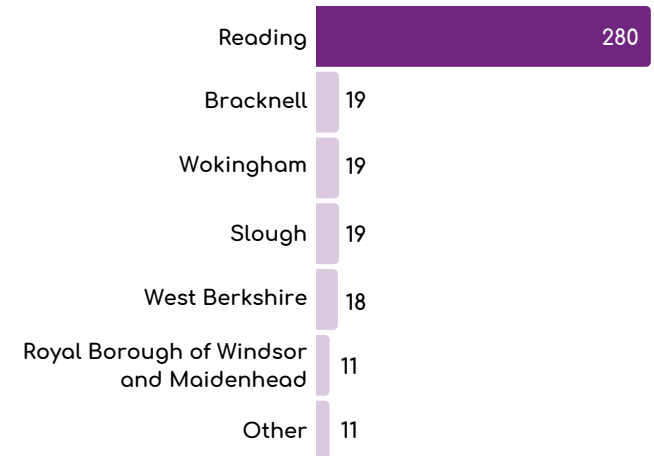 Reading 280
Bracknell 19
Wokingham 19
Slough 19
West Berkshire 18
Royal Borough of Windsor
and Maidenhead 11
Other 11